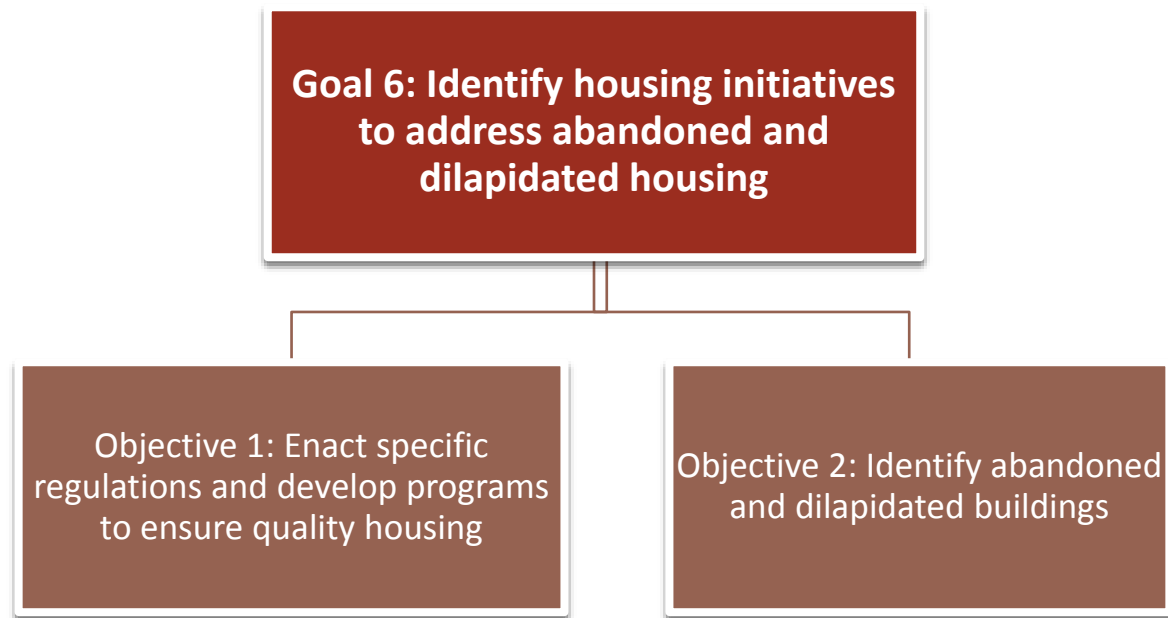 Goal 6: Identify housing initiatives
to address abandoned and
dilapidated housing
Objective 1: Enact specific
regulations and develop programs
to ensure quality housing
Objective 2: Identify abandoned
and dilapidated buildings